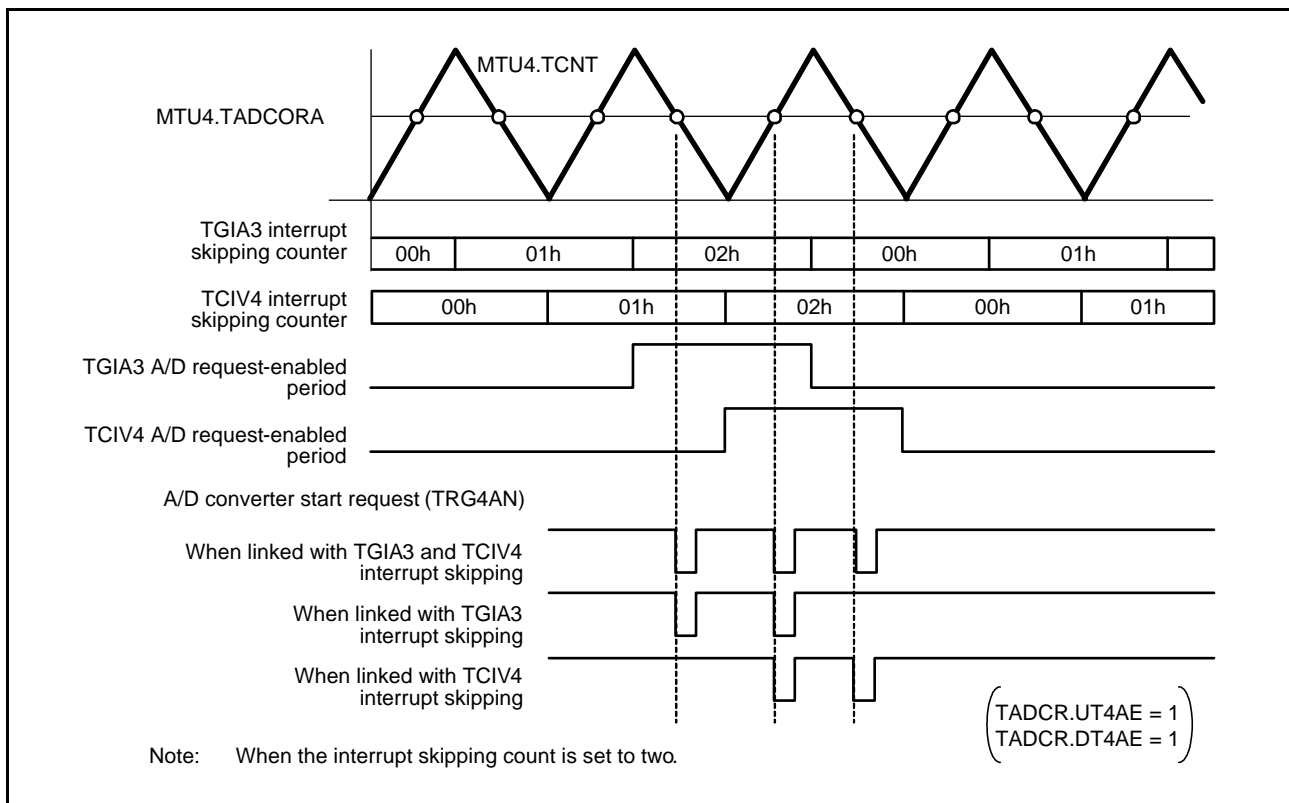 MTU4.TCNT
MTU4.TADCORA
TGIA3 interrupt
skipping counter
00h 01h 02h 00h 01h
TCIV4 interrupt
skipping counter
00h 01h 02h 00h 01h
TGIA3 A/D request-enabled
period
TCIV4 A/D request-enabled
period
A/D converter start request (TRG4AN)
When linked with TGIA3 and TCIV4
interrupt skipping
When linked with TGIA3
interrupt skipping
When linked with TCIV4
interrupt skipping
TADCR.UT4AE = 1
TADCR.DT4AE = 1
Note: When the interrupt skipping count is set to two.